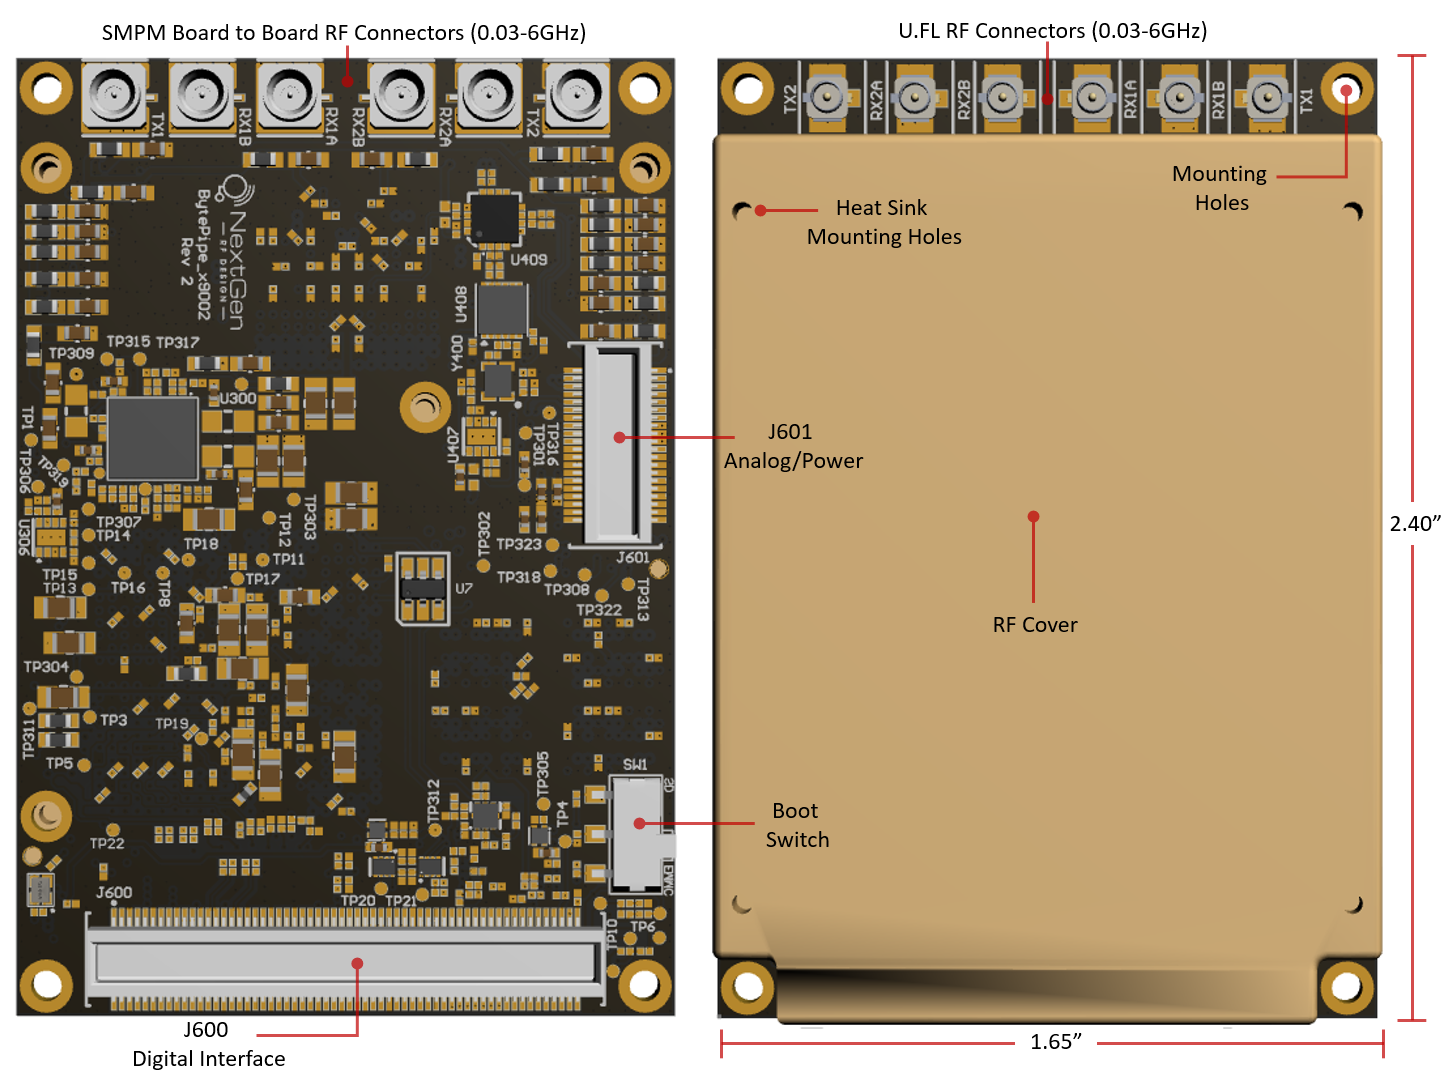 SMPM Board to Board RF Connectors (0.03-6GHz)
U.FL RF Connectors (0.03-6GHz)
TX1
RX1B
RX1A
RX2B
RX2A
TX2
TX2
RX2A
RX2B
RX1A
RX1B
TX1
Mounting
Holes
Heat Sink
Mounting Holes
NextGen
RF DESIGN
BytePipe_x9002
Rev 2
U409
U408
Y400
U407
TP315
TP317
TP309
U300
TP1
TP306
TP319
U306
TP307
TP14
TP18
TP12
TP303
TP11
TP17
TP15
TP13
TP16
TP8
TP301
TP316
TP302
TP323
J601
TP318
TP308
TP322
TP313
U7
J601
Analog/Power
2.40”
RF Cover
TP304
TP3
TP311
TP19
TP5
TP22
TP312
TP305
TP4
SW1
SD
EMMC
Boot
Switch
TP20
TP21
J600
TP10
TP6
J600
Digital Interface
1.65”